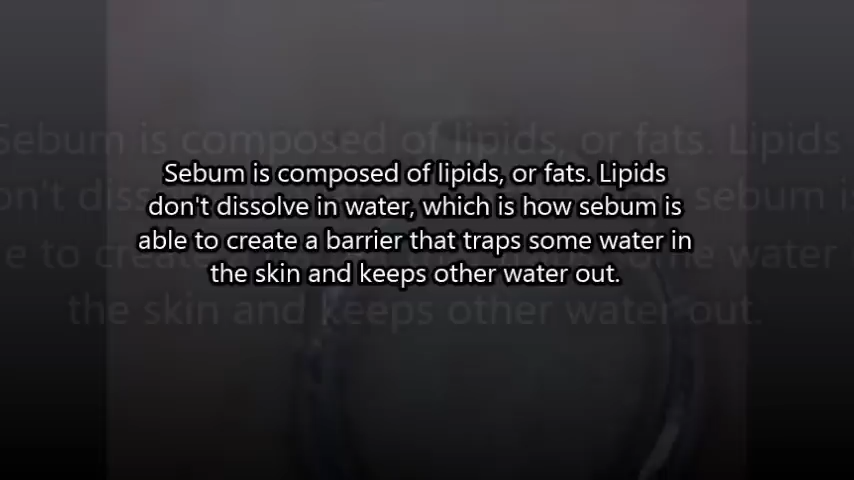 Sebum is composed of lipids, or fats. Lipids
don't dissolve in water, which is how sebum is
able to create a barrier that traps some water in
the skin and keeps other water out.